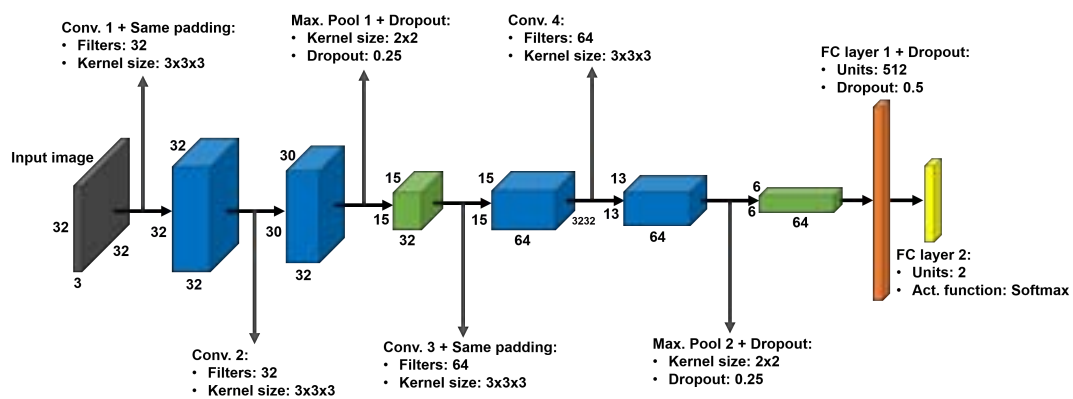 Conv. 1 + Same padding:
• Filters: 32
• Kernel size: 3x3x3
Max. Pool 1 + Dropout:
• Kernel size: 2x2
• Dropout: 0.25
Conv. 4:
• Filters: 64
• Kernel size: 3x3x3
FC layer 1 + Dropout:
• Units: 512
• Dropout: 0.5
Input image
32
32
3
32
32
32
30
30
32
15
15
32
15
15
64
3232
13
13
64
6
6
64
FC layer 2:
• Units: 2
• Act. function: Softmax
Conv. 2:
• Filters: 32
• Kernel size: 3x3x3
Conv. 3 + Same padding:
• Filters: 64
• Kernel size: 3x3x3
Max. Pool 2 + Dropout:
• Kernel size: 2x2
• Dropout: 0.25